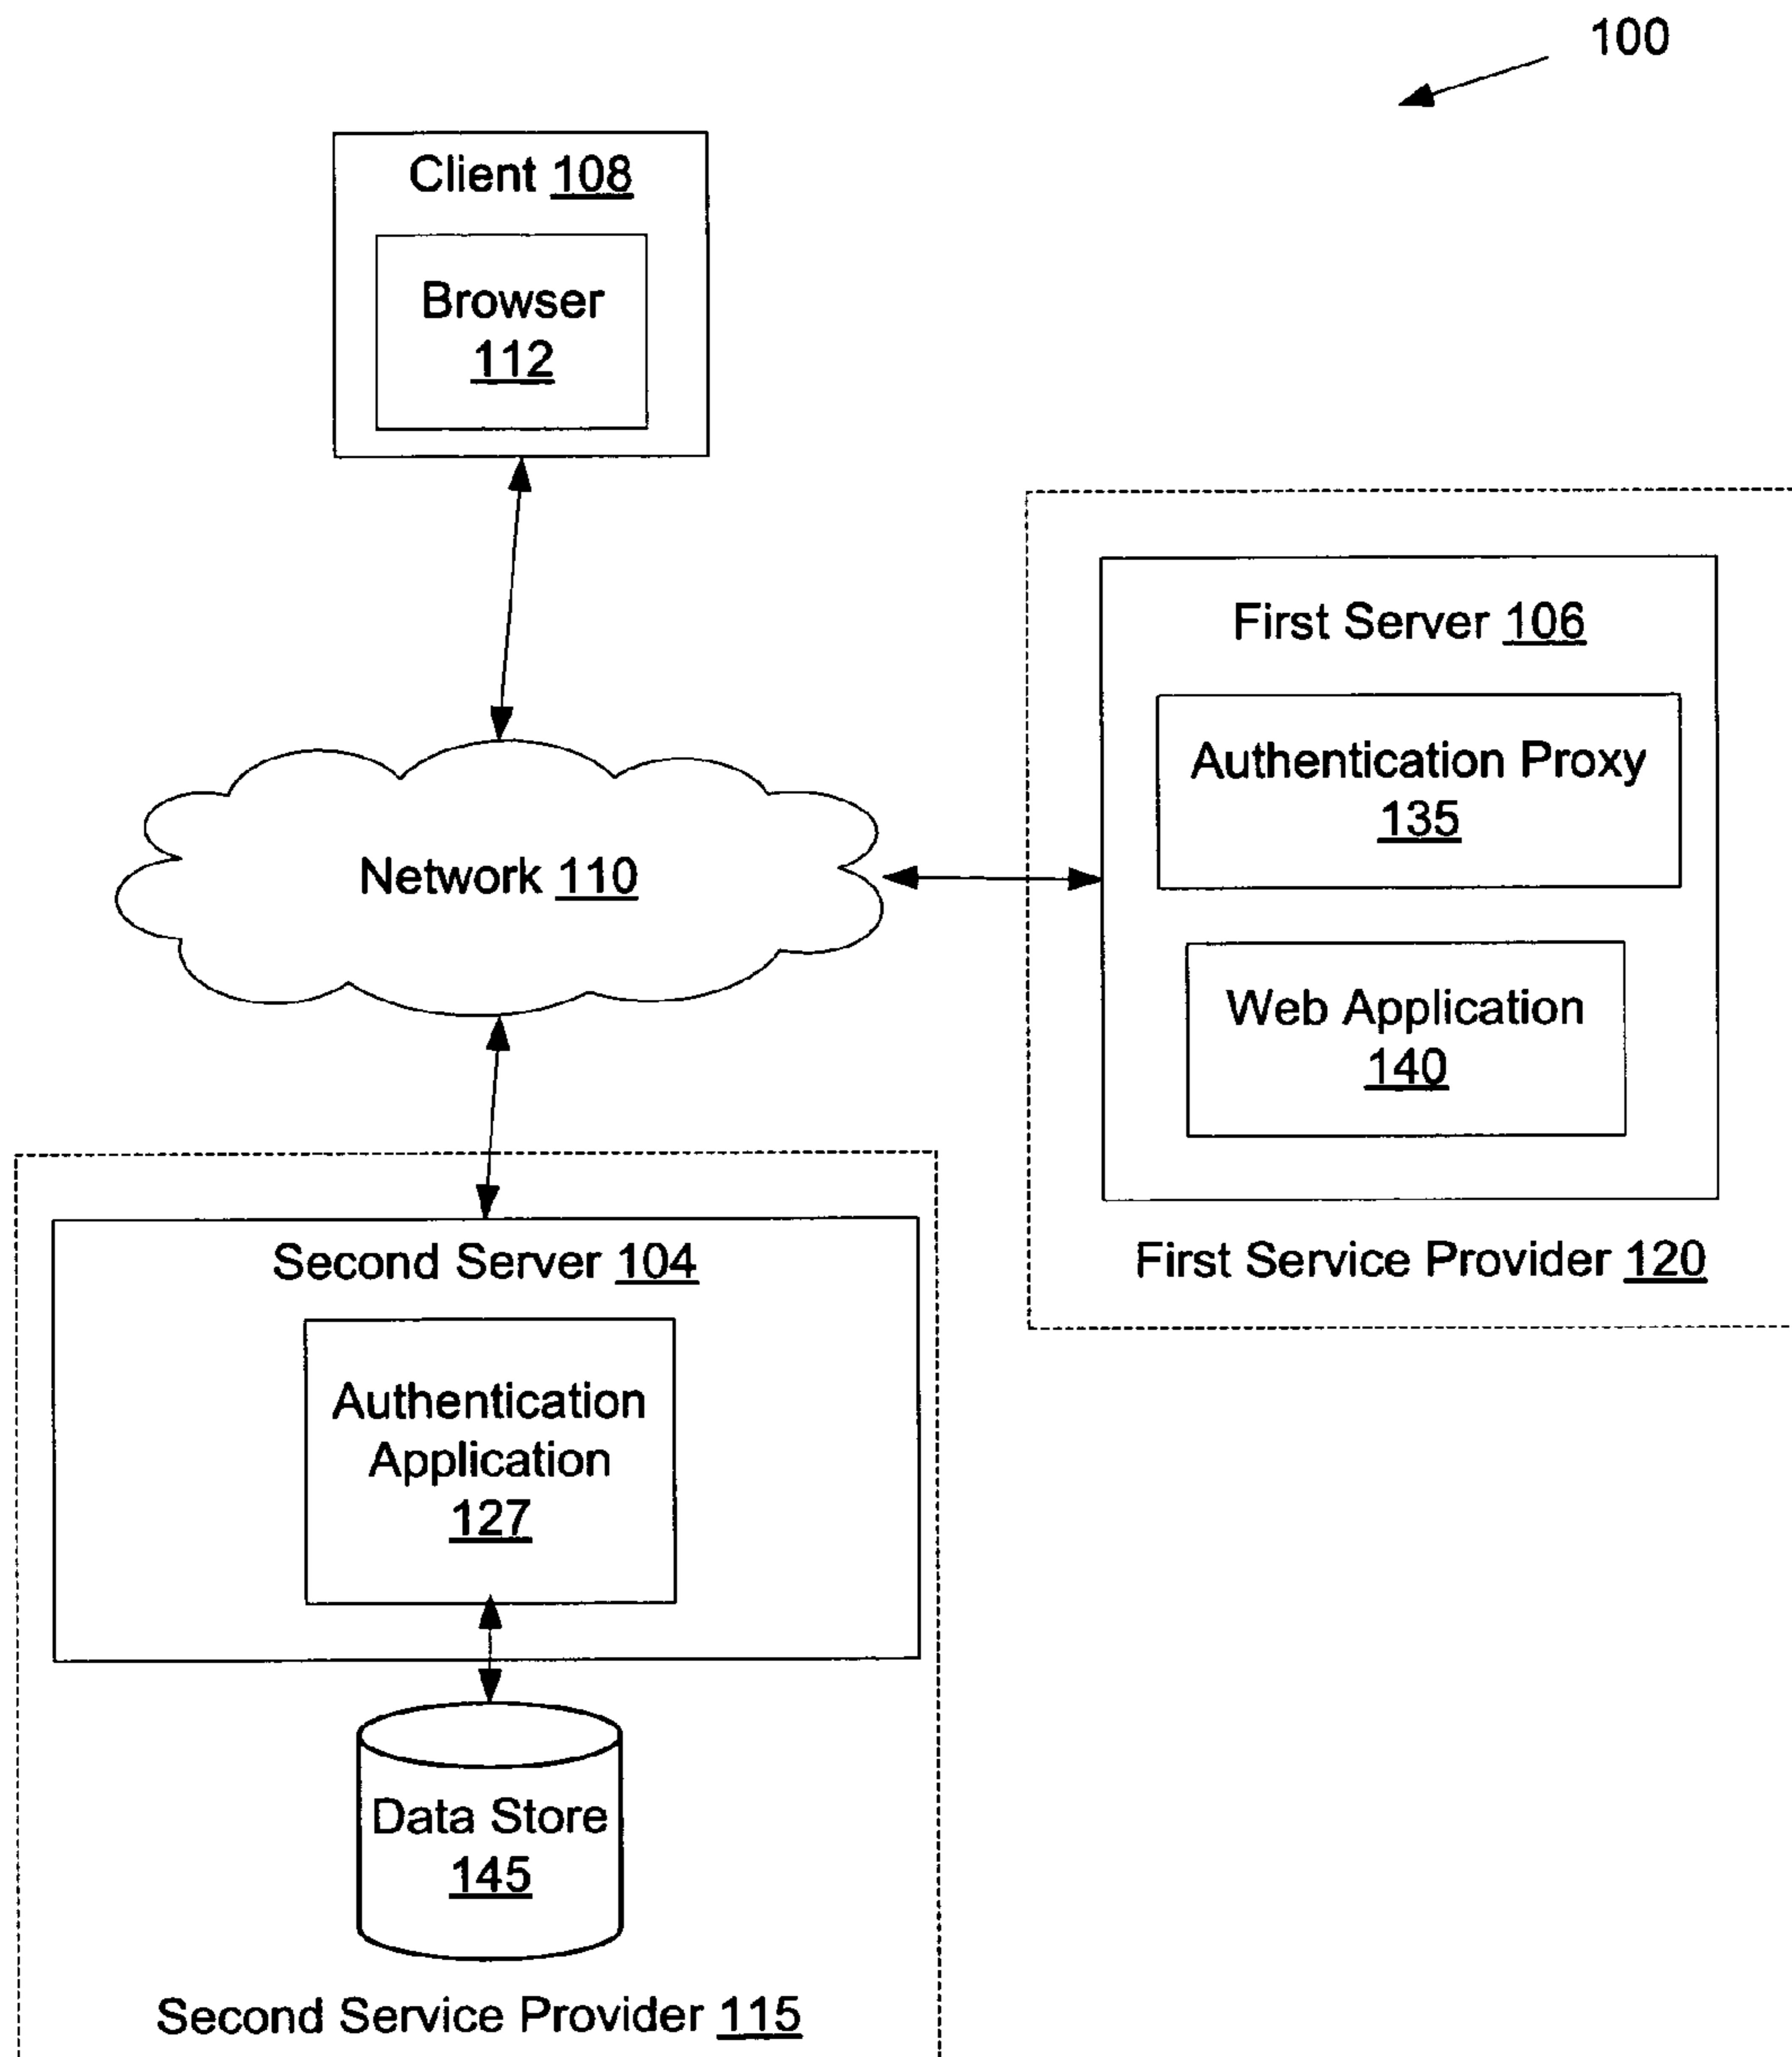 100
Client 108
Browser
112
First Server 106
Authentication Proxy
135
Network 110
Web Application
140
First Service Provider 120
Second Server 104
Authentication
Application
127
Data Store
145
Second Service Provider 115